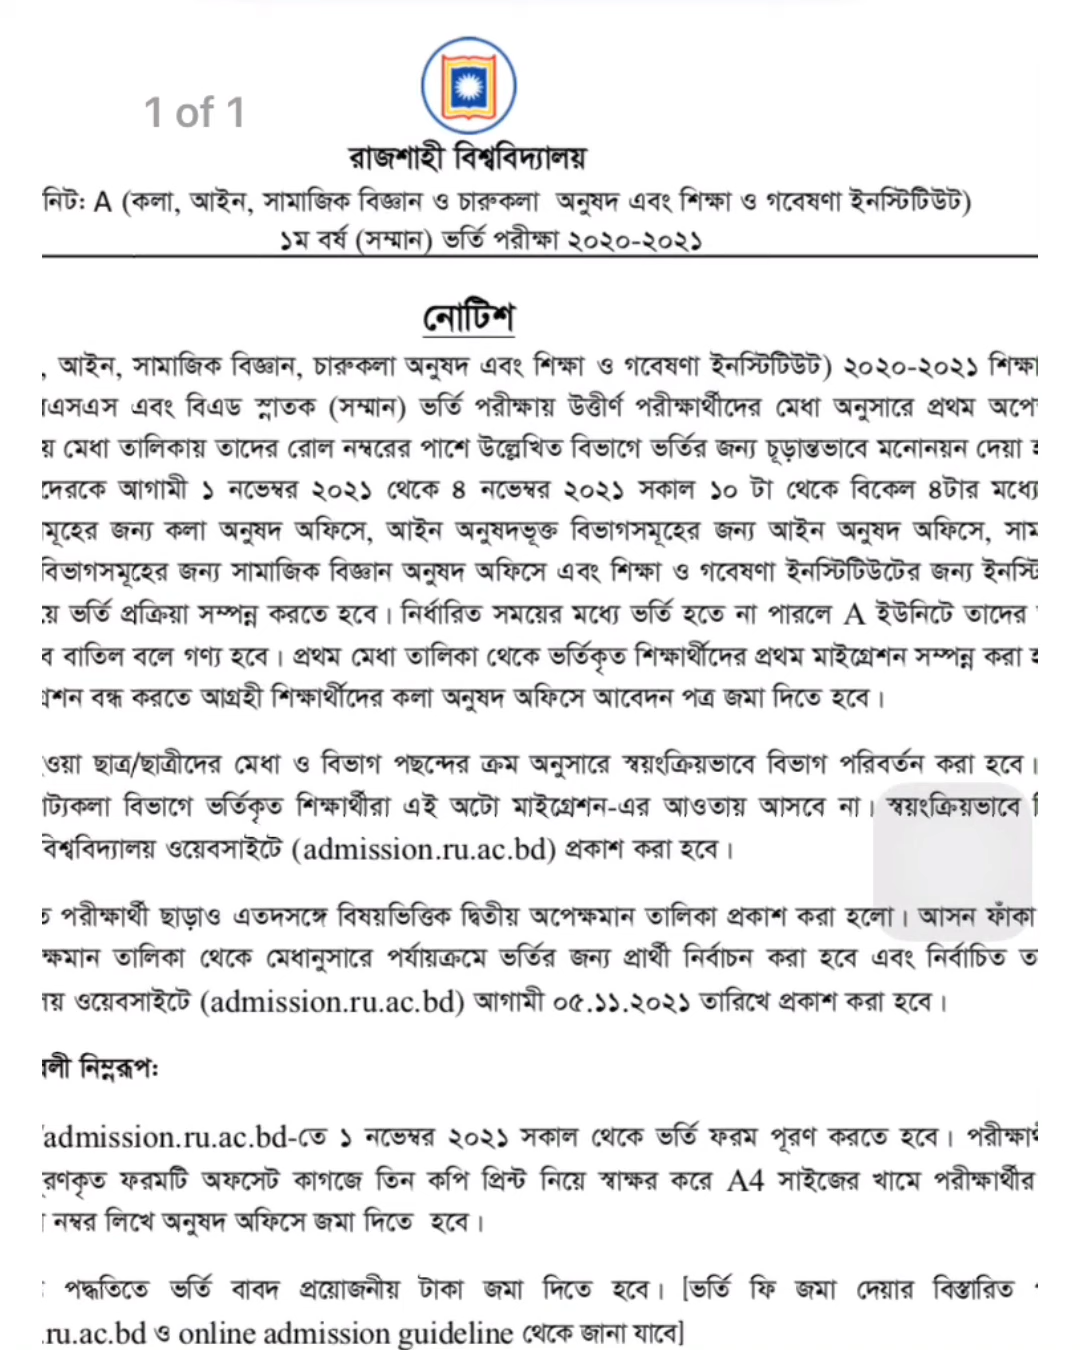 1 of 1
রাজশাহী বিশ্ববিদ্যালয়
নিট: A (কলা, আইন, সামাজিক বিজ্ঞান ও চারুকলা অনুষদ এবং শিক্ষা ও গবেষণা ইনস্টিটিউট)
১ম বর্ষ (সম্মান) ভর্তি পরীক্ষা ২০২০-২০২১
নোটিশ
, আইন, সামাজিক বিজ্ঞান, চারুকলা অনুষদ এবং শিক্ষা ও গবেষণা ইনস্টিটিউট) ২০২০-২০২১ শিক্ষা
এসএস এবং বিএড স্নাতক (সম্মান) ভর্তি পরীক্ষায় উত্তীর্ণ পরীক্ষার্থীদের মেধা অনুসারে প্রথম অপে
য় মেধা তালিকায় তাদের রোল নম্বরের পাশে উল্লেখিত বিভাগে ভর্তির জন্য চূড়ান্তভাবে মনোনয়ন দেয়া
দেরকে আগামী ১ নভেম্বর ২০২১ থেকে ৪ নভেম্বর ২০২১ সকাল ১০ টা থেকে বিকেল ৪টার মধ্যে
মূহের জন্য কলা অনুষদ অফিসে, আইন অনুষদভূক্ত বিভাগসমূহের জন্য আইন অনুষদ অফিসে, সাম
বিভাগসমূহের জন্য সামাজিক বিজ্ঞান অনুষদ অফিসে এবং শিক্ষা ও গবেষণা ইনস্টিটিউটের জন্য ইনস্টি
য়ে ভর্তি প্রক্রিয়া সম্পন্ন করতে হবে। নির্ধারিত সময়ের মধ্যে ভর্তি হতে না পারলে A ইউনিটে তাদের
ব বাতিল বলে গণ্য হবে। প্রথম মেধা তালিকা থেকে ভর্তিকৃত শিক্ষার্থীদের প্রথম মাইগ্রেশন সম্পন্ন করা
গ্রেশন বন্ধ করতে আগ্রহী শিক্ষার্থীদের কলা অনুষদ অফিসে আবেদন পত্র জমা দিতে হবে।
ওয়া ছাত্র/ছাত্রীদের মেধা ও বিভাগ পছন্দের ক্রম অনুসারে স্বয়ংক্রিয়ভাবে বিভাগ পরিবর্তন করা হবে।
াট্যকলা বিভাগে ভর্তিকৃত শিক্ষার্থীরা এই অটো মাইগ্রেশন-এর আওতায় আসবে না। স্বয়ংক্রিয়ভাবে
বিশ্ববিদ্যালয় ওয়েবসাইটে (admission.ru.ac.bd) প্রকাশ করা হবে।
ত পরীক্ষার্থী ছাড়াও এতদসঙ্গে বিষয়ভিত্তিক দ্বিতীয় অপেক্ষমান তালিকা প্রকাশ করা হলো। আসন ফাঁকা
ক্ষমান তালিকা থেকে মেধানুসারে পর্যায়ক্রমে ভর্তির জন্য প্রার্থী নির্বাচন করা হবে এবং নির্বাচিত ত
য় ওয়েবসাইটে (admission.ru.ac.bd) আগামী ০৫.১১.২০২১ তারিখে প্রকাশ করা হবে।
লী নিম্নরূপ:
/admission.ru.ac.bd-তে ১ নভেম্বর ২০২১ সকাল থেকে ভর্তি ফরম পূরণ করতে হবে। পরীক্ষার্থ
রণকৃত ফরমটি অফসেট কাগজে তিন কপি প্রিন্ট নিয়ে স্বাক্ষর করে A4 সাইজের খামে পরীক্ষার্থীর
নম্বর লিখে অনুষদ অফিসে জমা দিতে হবে।
পদ্ধতিতে ভর্তি বাবদ প্রয়োজনীয় টাকা জমা দিতে হবে। [ভর্তি ফি জমা দেয়ার বিস্তারিত
.ru.ac.bd ও online admission guideline থেকে জানা যাবে]